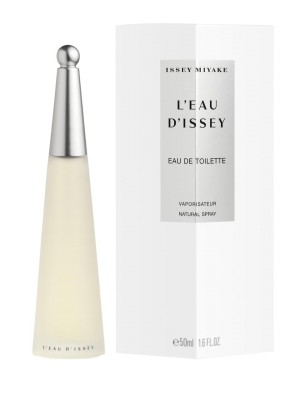 ISSEY MIYAKE
L'EAU
D'ISSEY
EAU DE TOILETTE
VAPORISATEUR
NATURAL SPRAY
℮50ml 1.6 FL.OZ.
L'EAU D'ISSEY